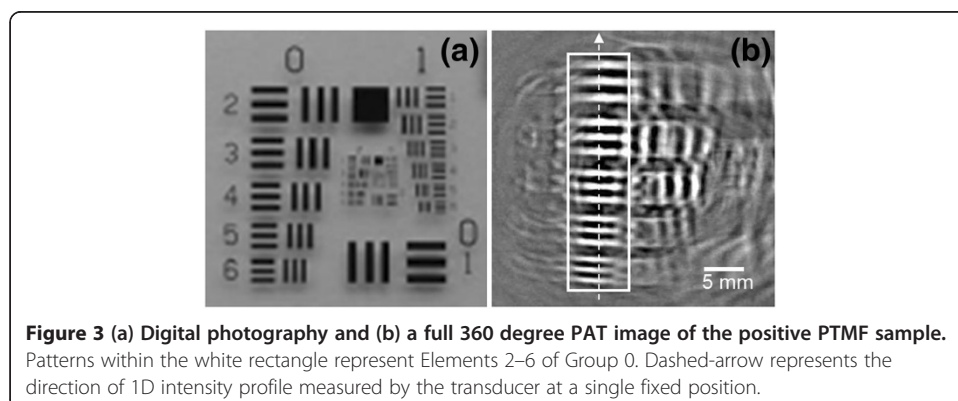 (a)
0
1
2
3
4
5
6
0
1
(b)
5 mm
Figure 3 (a) Digital photography and (b) a full 360 degree PAT image of the positive PTMF sample.
Patterns within the white rectangle represent Elements 2–6 of Group 0. Dashed-arrow represents the
direction of 1D intensity profile measured by the transducer at a single fixed position.